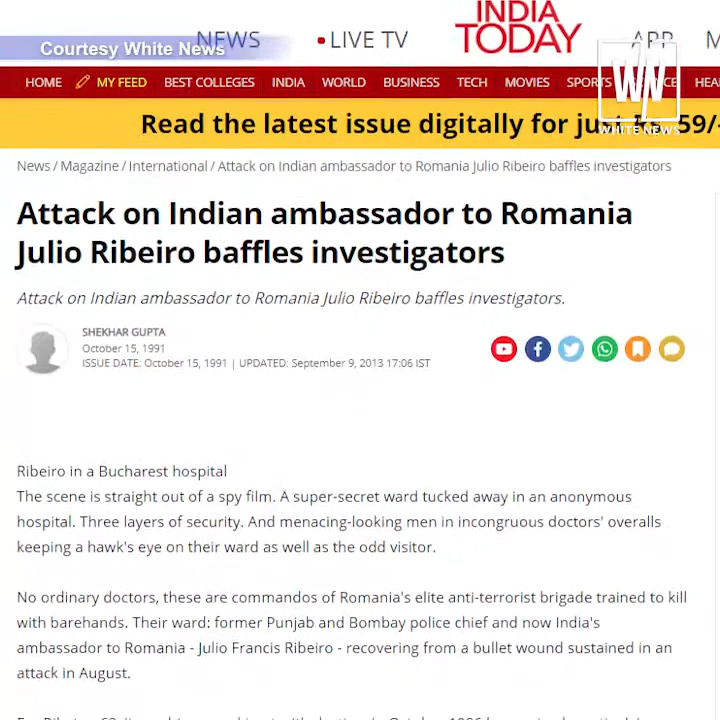 INDIA
TODAY
NEWS
LIVE TV
APP
M
Courtesy White News
HOME MY FEED BEST COLLEGES INDIA WORLD BUSINESS TECH MOVIES SPORTS
WN
WHITE NEWS
Read the latest issue digitally for just 59/-
News / Magazine / International / Attack on Indian ambassador to Romania Julio Ribeiro baffles investigators
Attack on Indian ambassador to Romania
Julio Ribeiro baffles investigators
Attack on Indian ambassador to Romania Julio Ribeiro baffles investigators.
SHEKHAR GUPTA
October 15, 1991
ISSUE DATE: October 15, 1991 | UPDATED: September 9, 2013 17:06 IST
Ribeiro in a Bucharest hospital
The scene is straight out of a spy film. A super-secret ward tucked away in an anonymous
hospital. Three layers of security. And menacing-looking men in incongruous doctors' overalls
keeping a hawk's eye on their ward as well as the odd visitor.
No ordinary doctors, these are commandos of Romania's elite anti-terrorist brigade trained to kill
with barehands. Their ward: former Punjab and Bombay police chief and now India's
ambassador to Romania - Julio Francis Ribeiro - recovering from a bullet wound sustained in an
attack in August.